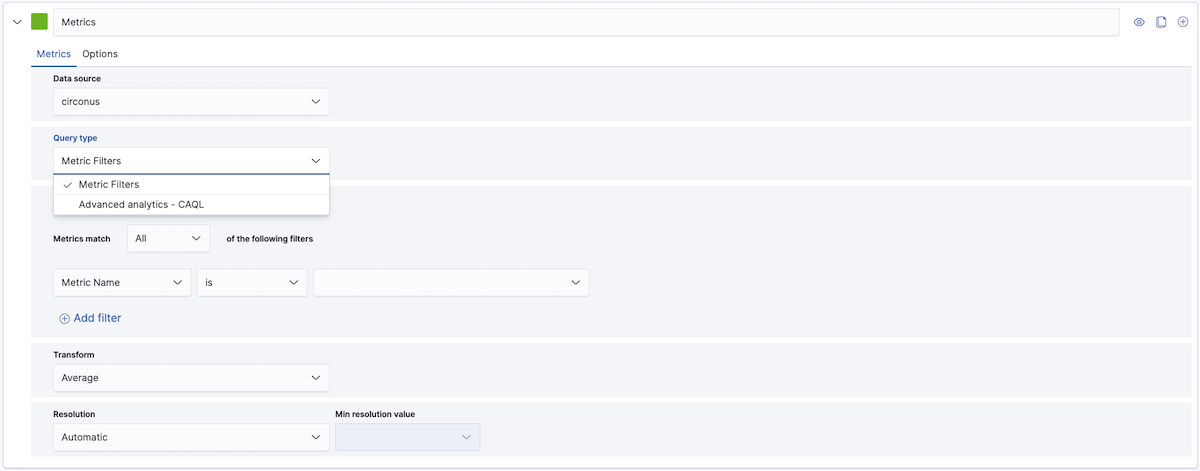 Metrics
Metrics Options
Data source
circonus
Query type
Metric Filters
Metric Filters
Advanced analytics - CAQL
Metrics match All of the following filters
Metric Name is
Add filter
Transform
Average
Resolution Min resolution value
Automatic